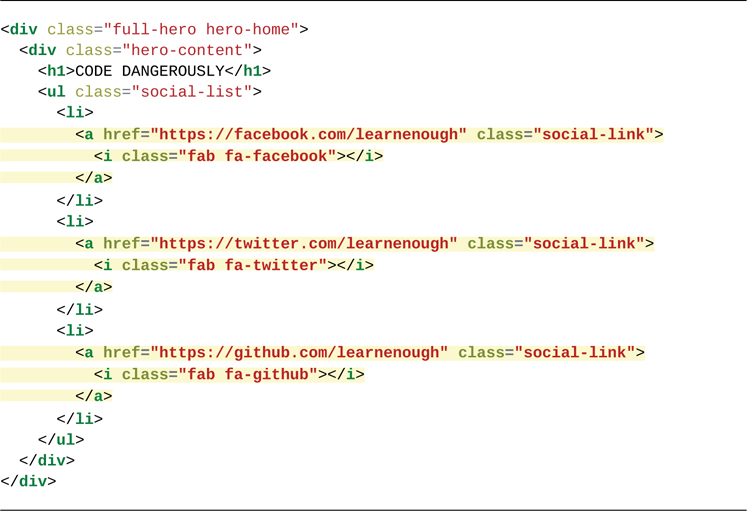 <div class="full-hero hero-home">
  <div class="hero-content">
    <h1>CODE DANGEROUSLY</h1>
    <ul class="social-list">
      <li>
        <a href="https://facebook.com/learnenough" class="social-link">
          <i class="fab fa-facebook"></i>
        </a>
      </li>
      <li>
        <a href="https://twitter.com/learnenough" class="social-link">
          <i class="fab fa-twitter"></i>
        </a>
      </li>
      <li>
        <a href="https://github.com/learnenough" class="social-link">
          <i class="fab fa-github"></i>
        </a>
      </li>
    </ul>
  </div>
</div>